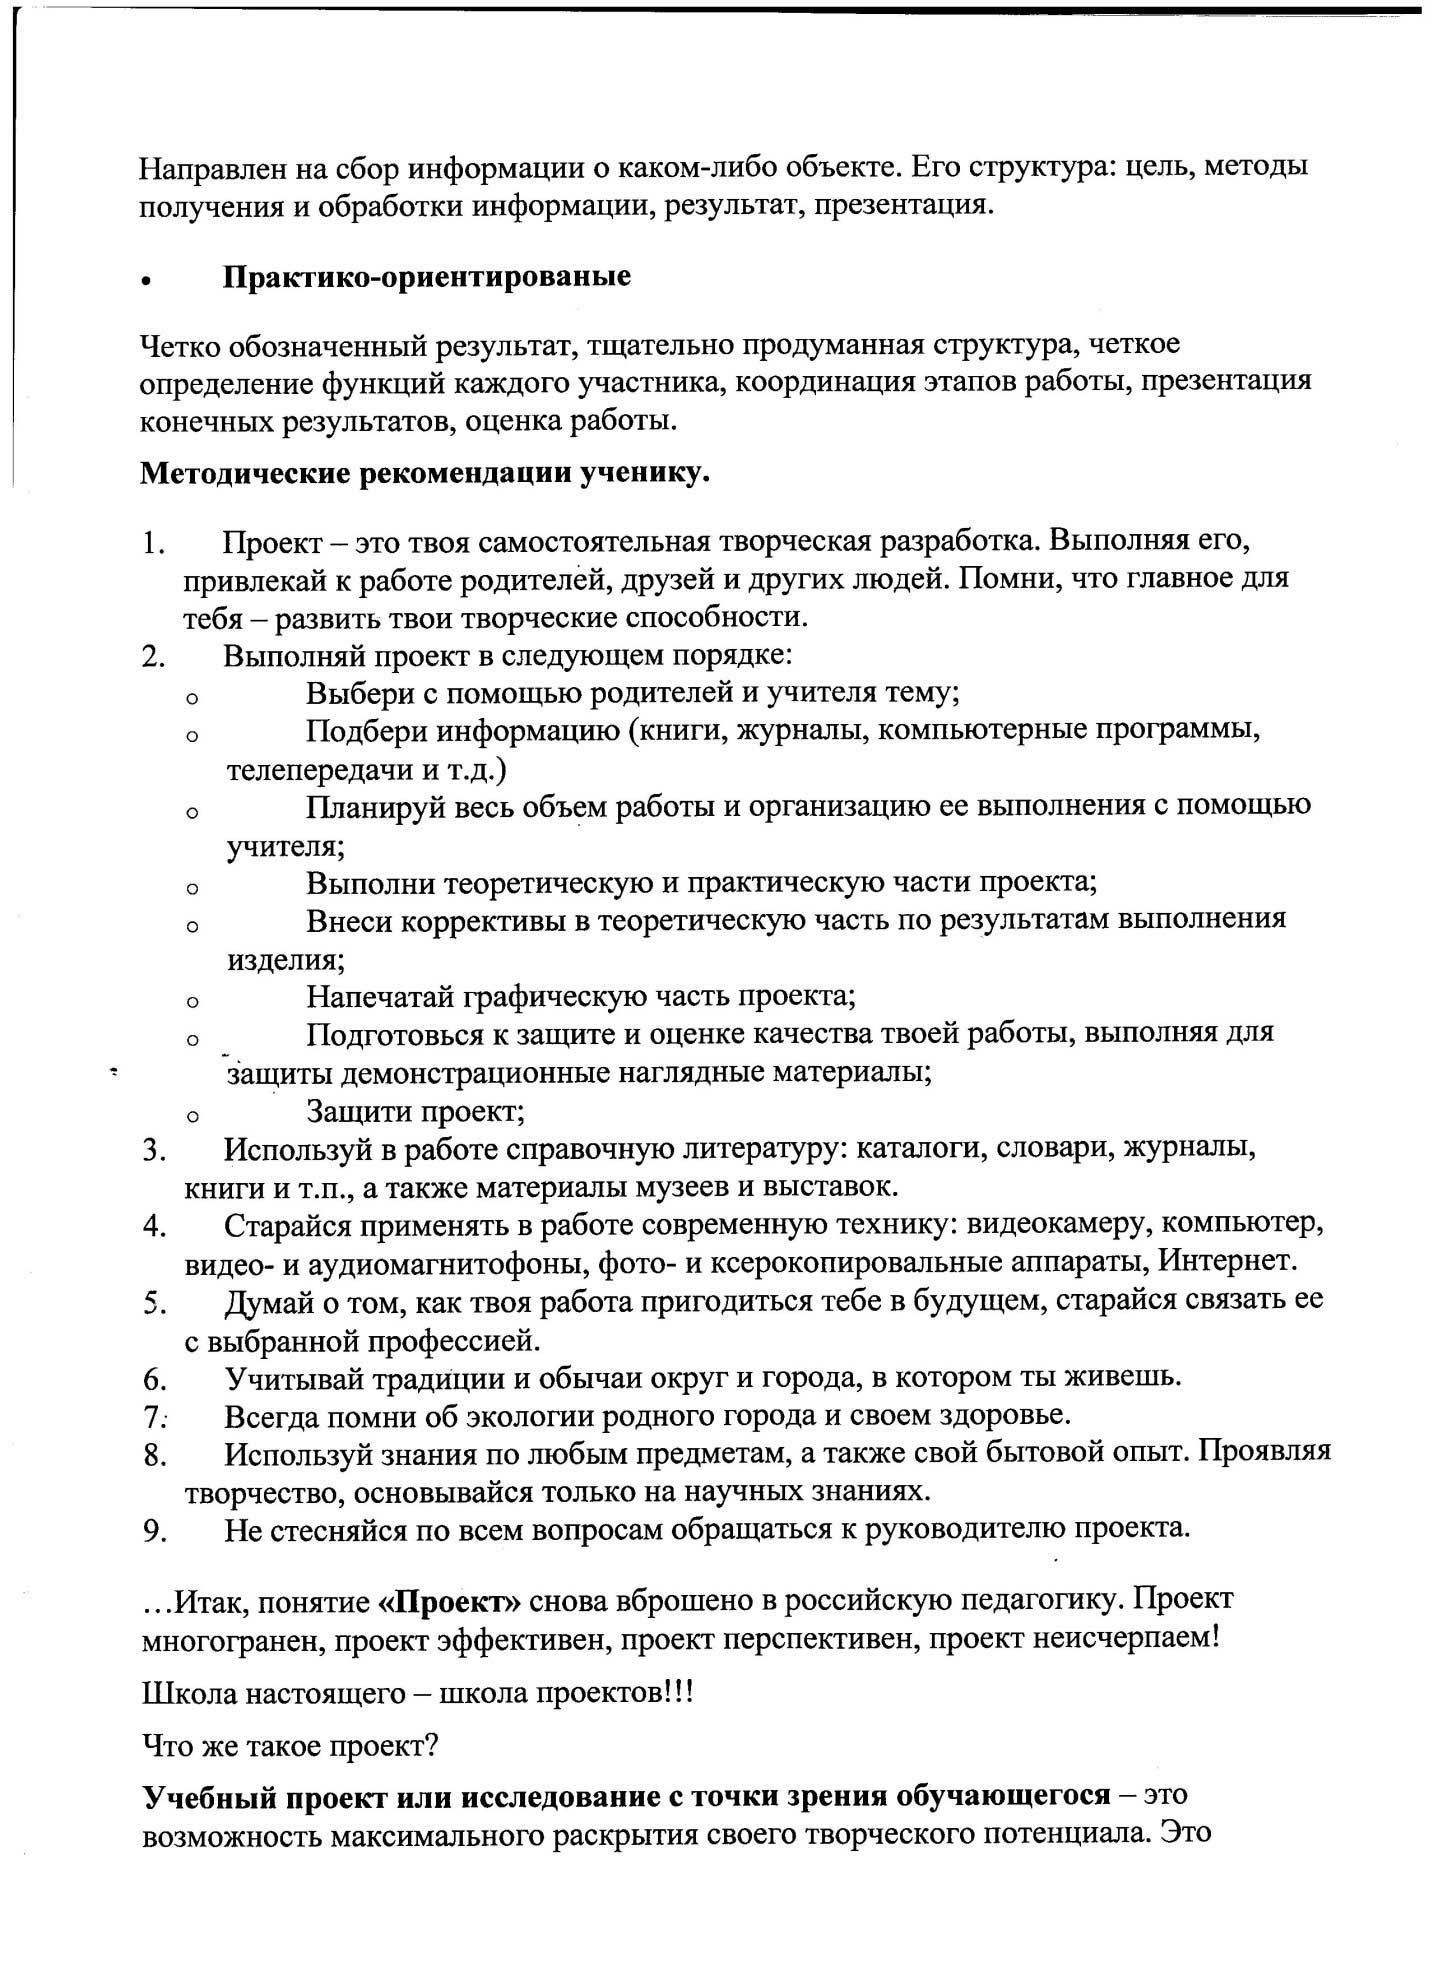 Направлен на сбор информации о каком-либо объекте. Его структура: цель, методы
получения и обработки информации, результат, презентация.
• Практико-ориентированые
Четко обозначенный результат, тщательно продуманная структура, четкое
определение функций каждого участника, координация этапов работы, презентация
конечных результатов, оценка работы.
Методические рекомендации ученику.
1. Проект – это твоя самостоятельная творческая разработка. Выполняя его,
привлекай к работе родителей, друзей и других людей. Помни, что главное для
тебя – развить твои творческие способности.
2. Выполняй проект в следующем порядке:
o Выбери с помощью родителей и учителя тему;
o Подбери информацию (книги, журналы, компьютерные программы,
телепередачи и т.д.)
o Планируй весь объем работы и организацию ее выполнения с помощью
учителя;
o Выполни теоретическую и практическую части проекта;
o Внеси коррективы в теоретическую часть по результатам выполнения
изделия;
o Напечатай графическую часть проекта;
o Подготовься к защите и оценке качества твоей работы, выполняя для
защиты демонстрационные наглядные материалы;
o Защити проект;
3. Используй в работе справочную литературу: каталоги, словари, журналы,
книги и т.п., а также материалы музеев и выставок.
4. Старайся применять в работе современную технику: видеокамеру, компьютер,
видео- и аудиомагнитофоны, фото- и ксерокопировальные аппараты, Интернет.
5. Думай о том, как твоя работа пригодиться тебе в будущем, старайся связать ее
с выбранной профессией.
6. Учитывай традиции и обычаи округ и города, в котором ты живешь.
7. Всегда помни об экологии родного города и своем здоровье.
8. Используй знания по любым предметам, а также свой бытовой опыт. Проявляя
творчество, основывайся только на научных знаниях.
9. Не стесняйся по всем вопросам обращаться к руководителю проекта.
…Итак, понятие «Проект» снова вброшено в российскую педагогику. Проект
многогранен, проект эффективен, проект перспективен, проект неисчерпаем!
Школа настоящего – школа проектов!!!
Что же такое проект?
Учебный проект или исследование с точки зрения обучающегося – это
возможность максимального раскрытия своего творческого потенциала. Это